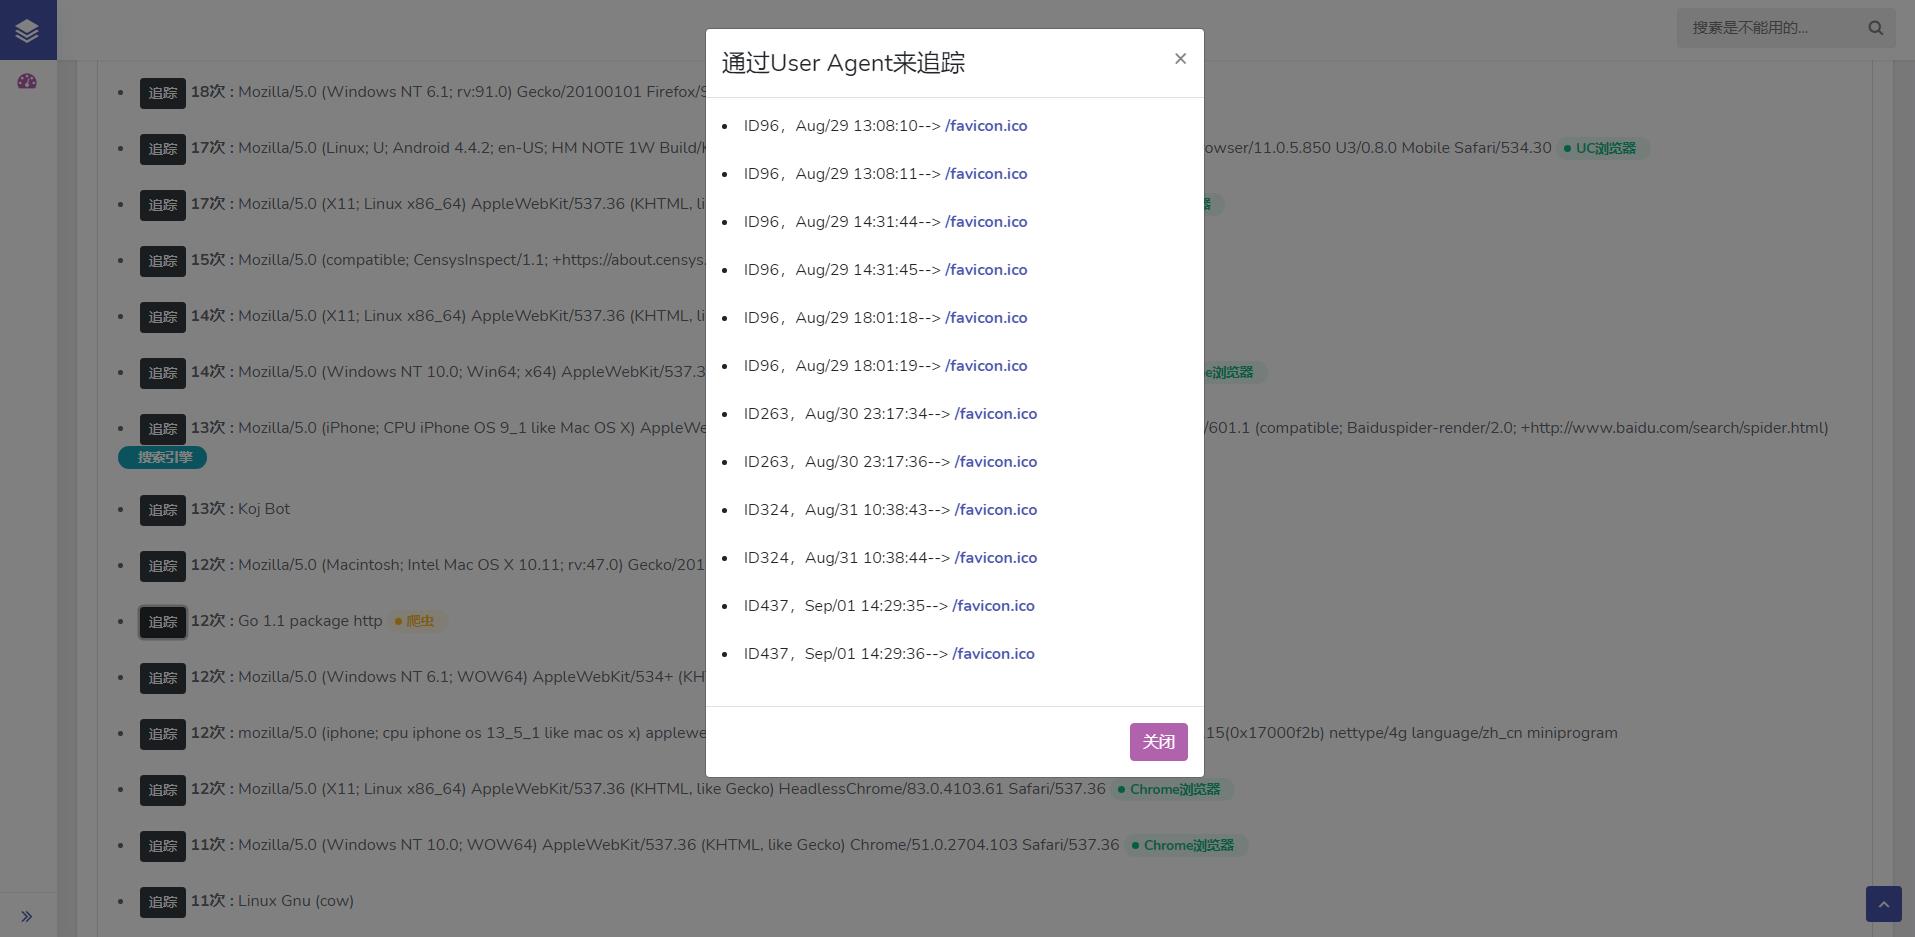 搜素是不能用的...
追踪 18次 : Mozilla/5.0 (Windows NT 6.1; rv:91.0) Gecko/20100101 Firefox/
追踪 17次 : Mozilla/5.0 (Linux; U; Android 4.4.2; en-US; HM NOTE 1W Build/ owser/11.0.5.850 U3/0.8.0 Mobile Safari/534.30 UC浏览器
追踪 17次 : Mozilla/5.0 (X11; Linux x86_64) AppleWebKit/537.36 (KHTML, li 器
追踪 15次 : Mozilla/5.0 (compatible; CensysInspect/1.1; +https://about.censys.
追踪 14次 : Mozilla/5.0 (X11; Linux x86_64) AppleWebKit/537.36 (KHTML, li
追踪 14次 : Mozilla/5.0 (Windows NT 10.0; Win64; x64) AppleWebKit/537.3 e浏览器
追踪 13次 : Mozilla/5.0 (iPhone; CPU iPhone OS 9_1 like Mac OS X) AppleWe /601.1 (compatible; Baiduspider-render/2.0; +http://www.baidu.com/search/spider.html)
搜索引擎
追踪 13次 : Koj Bot
追踪 12次 : Mozilla/5.0 (Macintosh; Intel Mac OS X 10.11; rv:47.0) Gecko/201
追踪 12次 : Go 1.1 package http 爬虫
追踪 12次 : Mozilla/5.0 (Windows NT 6.1; WOW64) AppleWebKit/534+ (KH
追踪 12次 : mozilla/5.0 (iphone; cpu iphone os 13_5_1 like mac os x) applewe 15(0x17000f2b) nettype/4g language/zh_cn miniprogram
追踪 12次 : Mozilla/5.0 (X11; Linux x86_64) AppleWebKit/537.36 (KHTML, like Gecko) HeadlessChrome/83.0.4103.61 Safari/537.36 Chrome浏览器
追踪 11次 : Mozilla/5.0 (Windows NT 10.0; WOW64) AppleWebKit/537.36 (KHTML, like Gecko) Chrome/51.0.2704.103 Safari/537.36 Chrome浏览器
追踪 11次 : Linux Gnu (cow)
通过User Agent来追踪 ×
ID96，Aug/29 13:08:10--> /favicon.ico
ID96，Aug/29 13:08:11--> /favicon.ico
ID96，Aug/29 14:31:44--> /favicon.ico
ID96，Aug/29 14:31:45--> /favicon.ico
ID96，Aug/29 18:01:18--> /favicon.ico
ID96，Aug/29 18:01:19--> /favicon.ico
ID263，Aug/30 23:17:34--> /favicon.ico
ID263，Aug/30 23:17:36--> /favicon.ico
ID324，Aug/31 10:38:43--> /favicon.ico
ID324，Aug/31 10:38:44--> /favicon.ico
ID437，Sep/01 14:29:35--> /favicon.ico
ID437，Sep/01 14:29:36--> /favicon.ico
关闭